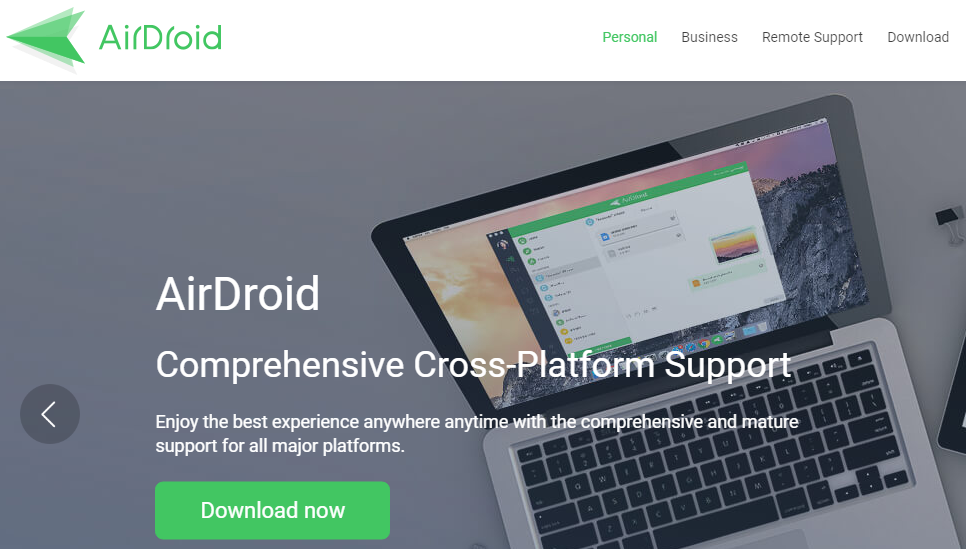 AirDroid
Personal Business Remote Support Download
AirDroid
AirDroid
Comprehensive Cross-Platform Support
Enjoy the best experience anywhere anytime with the comprehensive and mature
support for all major platforms.
Download now